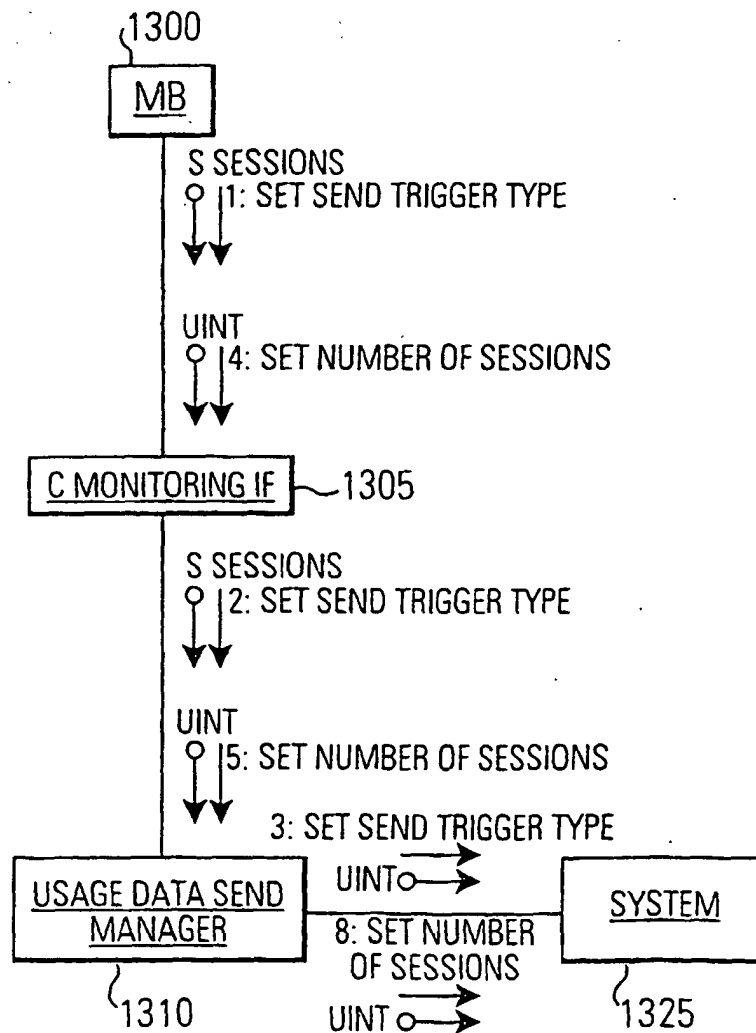 1300
MB
S SESSIONS
1: SET SEND TRIGGER TYPE
UINT
4: SET NUMBER OF SESSIONS
C MONITORING IF
1305
S SESSIONS
2: SET SEND TRIGGER TYPE
UINT
5: SET NUMBER OF SESSIONS
3: SET SEND TRIGGER TYPE
UINT
USAGE DATA SEND
MANAGER
SYSTEM
8: SET NUMBER
OF SESSIONS
1310
UINT
1325